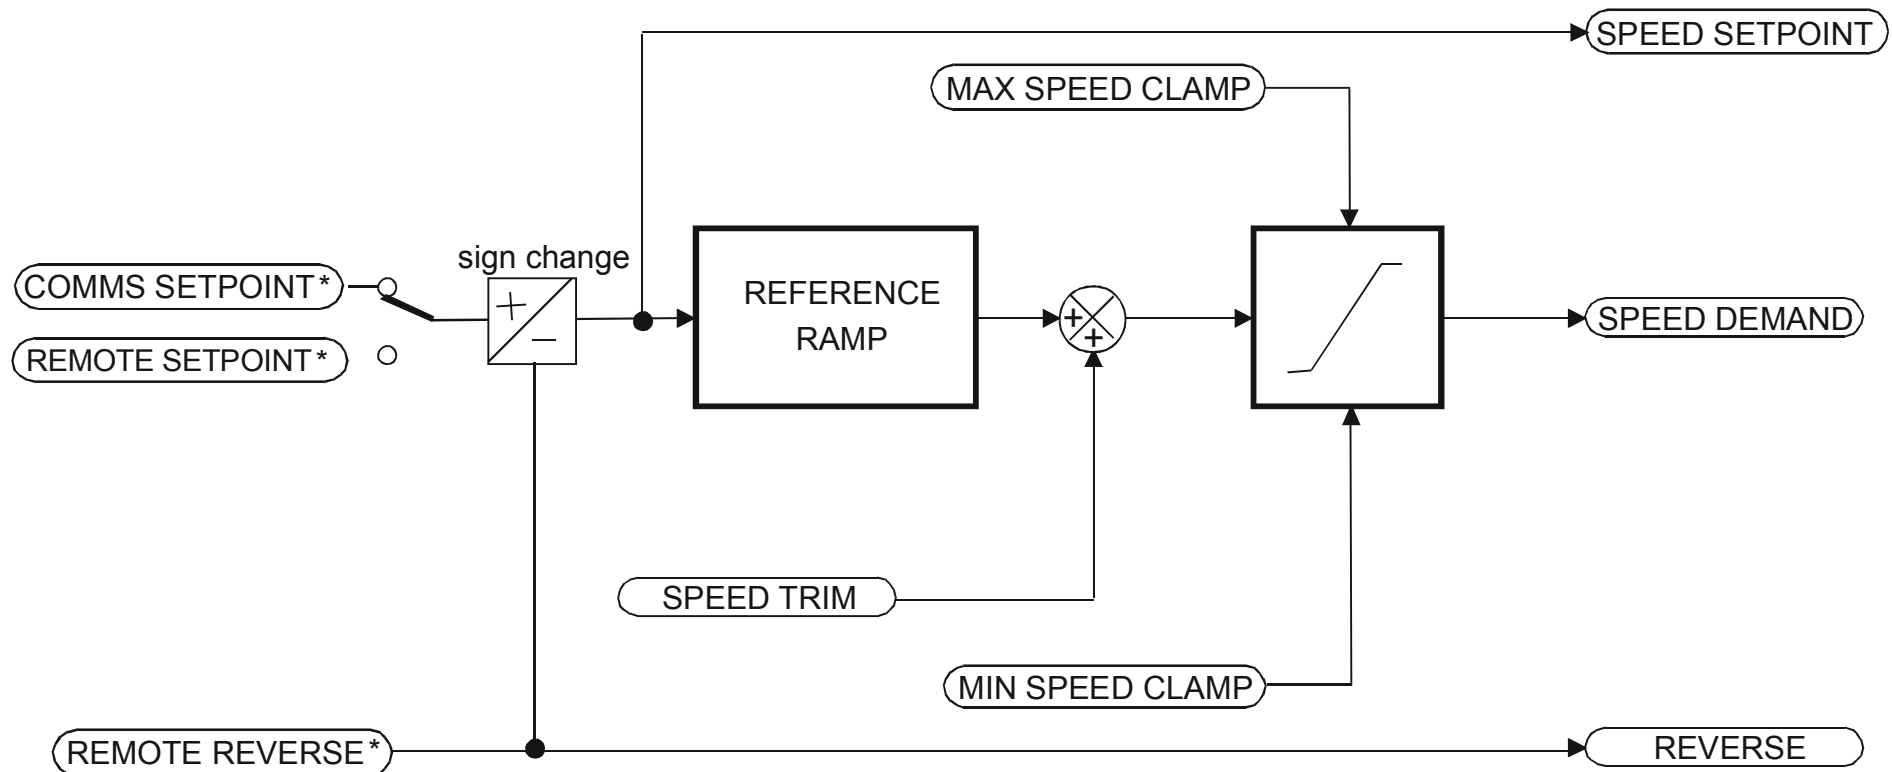 SPEED SETPOINT
MAX SPEED CLAMP
sign change
COMMS SETPOINT*
REMOTE SETPOINT*
+
−
REFERENCE
RAMP
+
+
SPEED DEMAND
SPEED TRIM
MIN SPEED CLAMP
REMOTE REVERSE*
REVERSE